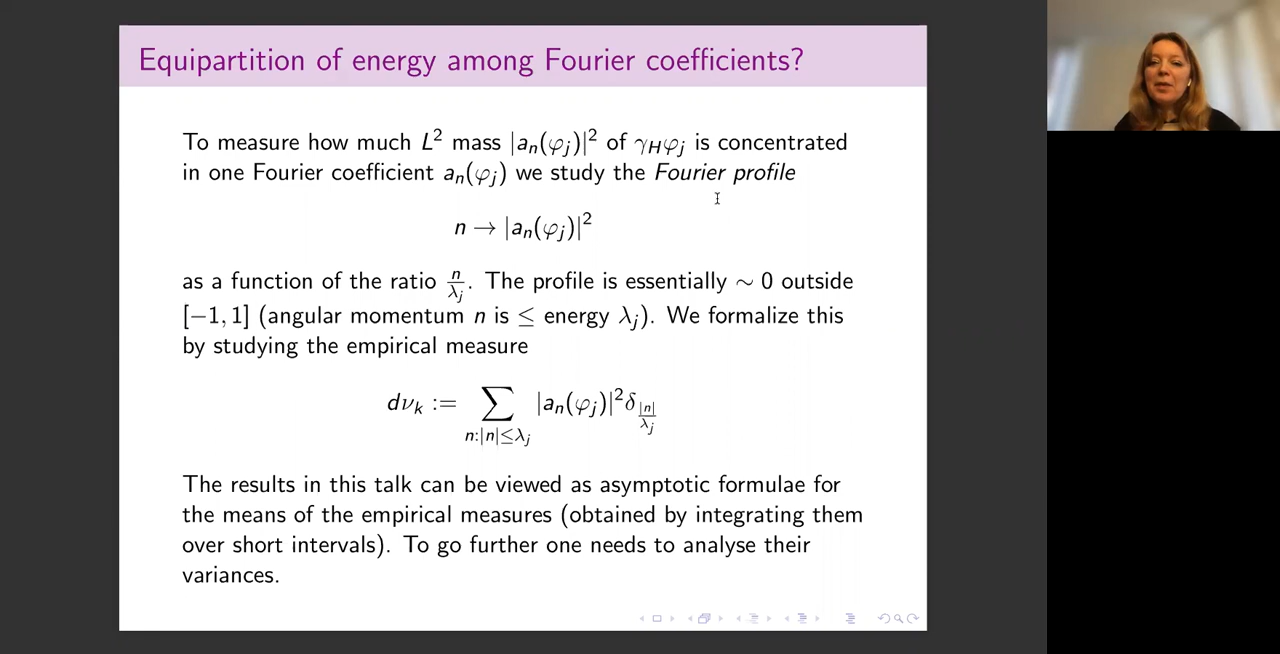 Equipartition of energy among Fourier coefficients?
To measure how much L² mass |aₙ(φⱼ)|² of γ_Hφⱼ is concentrated
in one Fourier coefficient aₙ(φⱼ) we study the Fourier profile
n → |aₙ(φⱼ)|²
as a function of the ratio n/λⱼ. The profile is essentially ∼ 0 outside
[−1, 1] (angular momentum n is ≤ energy λⱼ). We formalize this
by studying the empirical measure
dνₖ := ∑_{n:|n|≤λⱼ} |aₙ(φⱼ)|²δ_{|n|/λⱼ}
The results in this talk can be viewed as asymptotic formulae for
the means of the empirical measures (obtained by integrating them
over short intervals). To go further one needs to analyse their
variances.